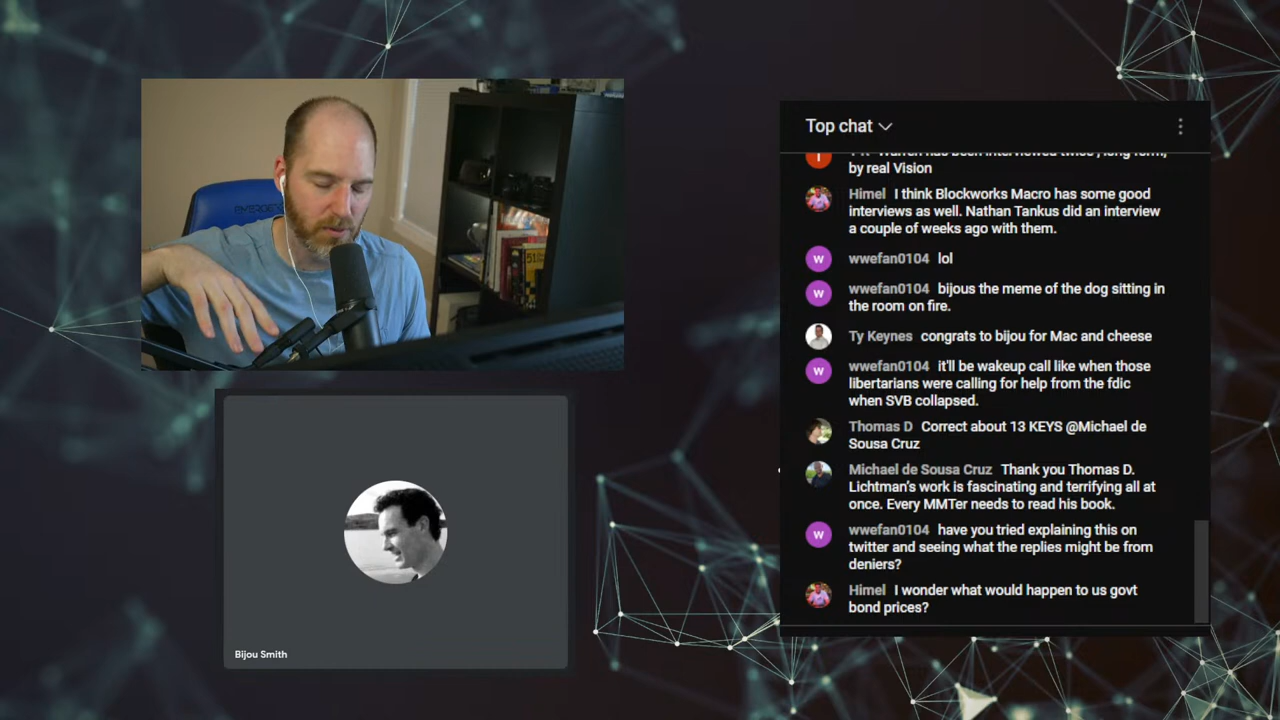 Top chat
by real Vision
Himel I think Blockworks Macro has some good
interviews as well. Nathan Tankus did an interview
a couple of weeks ago with them.
wwefan0104 lol
wwefan0104 bijous the meme of the dog sitting in
the room on fire.
Ty Keynes congrats to bijou for Mac and cheese
wwefan0104 it'll be wakeup call like when those
libertarians were calling for help from the fdic
when SVB collapsed.
Thomas D Correct about 13 KEYS @Michael de
Sousa Cruz
Michael de Sousa Cruz Thank you Thomas D.
Lichtman's work is fascinating and terrifying all at
once. Every MMTer needs to read his book.
wwefan0104 have you tried explaining this on
twitter and seeing what the replies might be from
deniers?
Himel I wonder what would happen to us govt
bond prices?
Bijou Smith